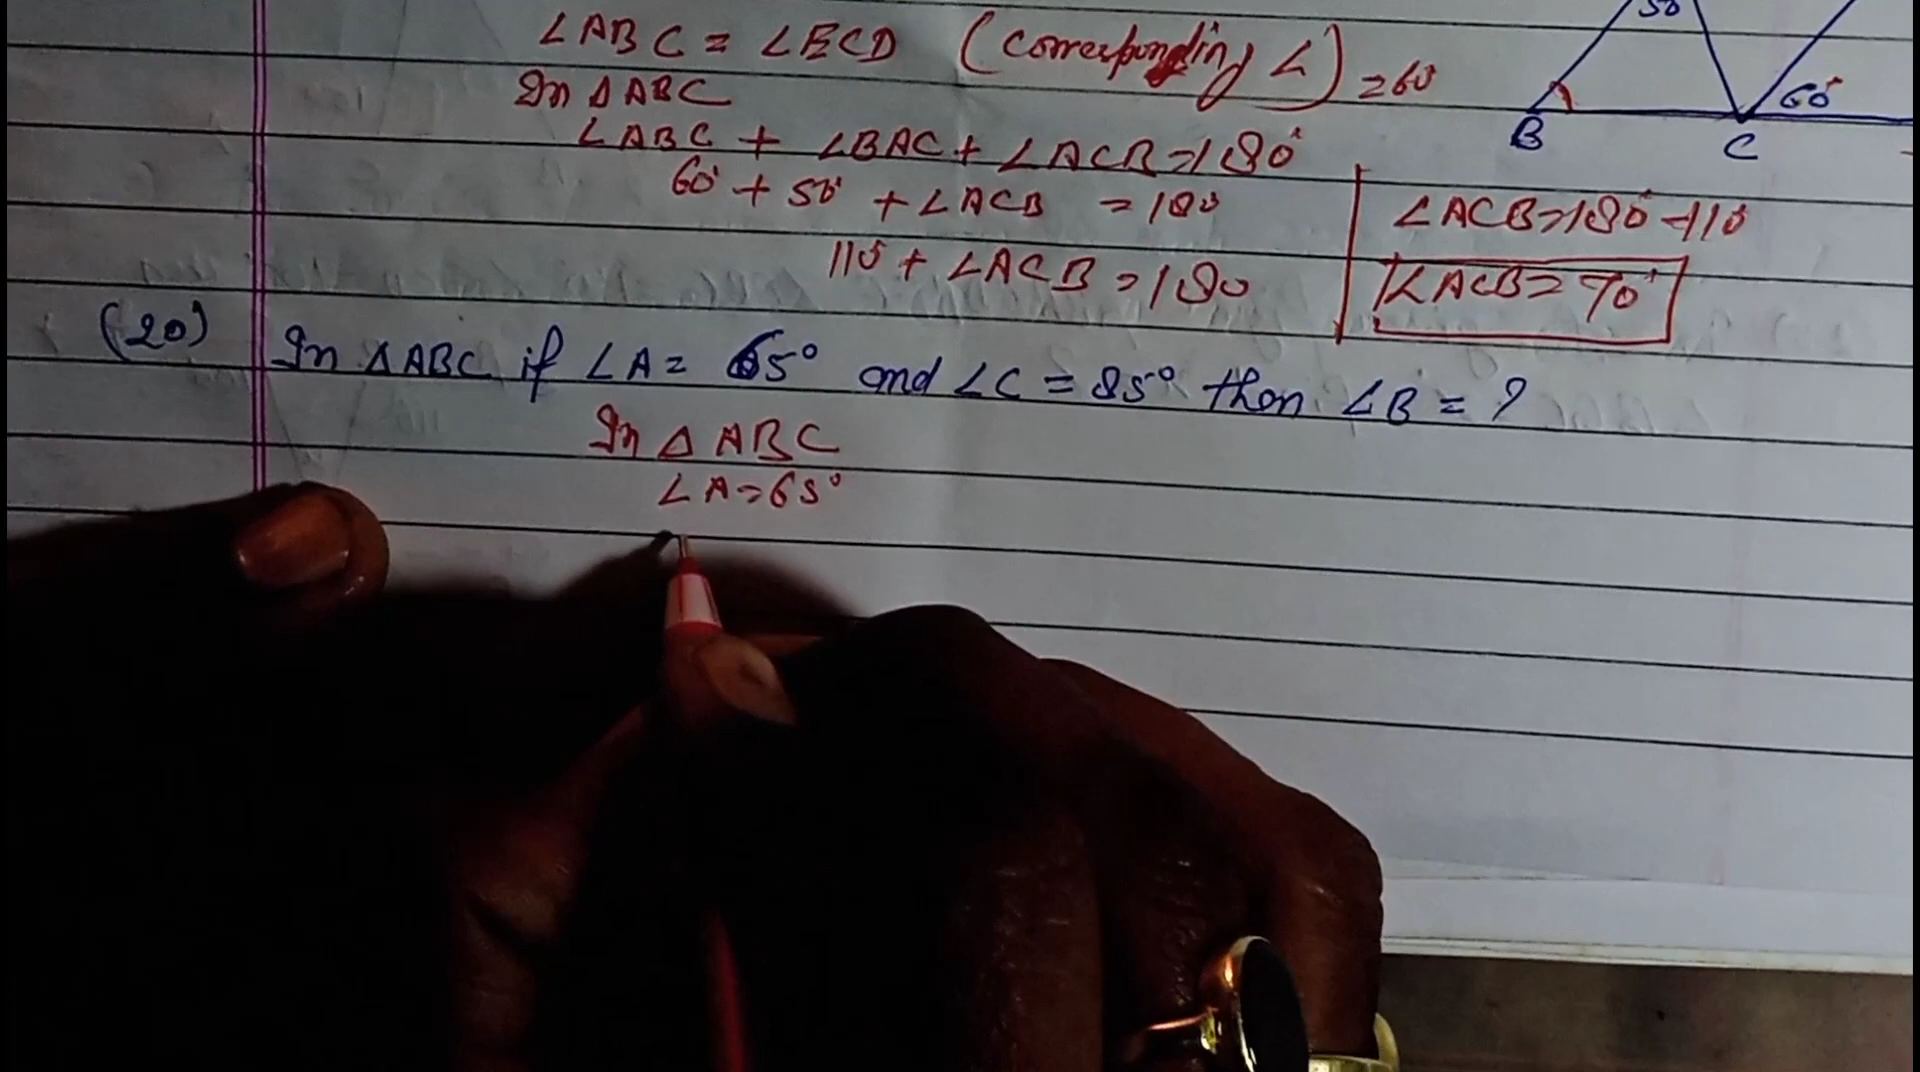 ∠ABC = ∠ECD (corresponding ∠) = 60°
In △ABC
∠ABC + ∠BAC + ∠ACB = 180°
60° + 50° + ∠ACB = 180
110 + ∠ACB = 180
∠ACB = 180° - 110
∠ACB = 70°
50
60°
B C
(20) In △ABC if ∠A = 65° and ∠C = 85° then ∠B = ?
In △ABC
∠A = 65°